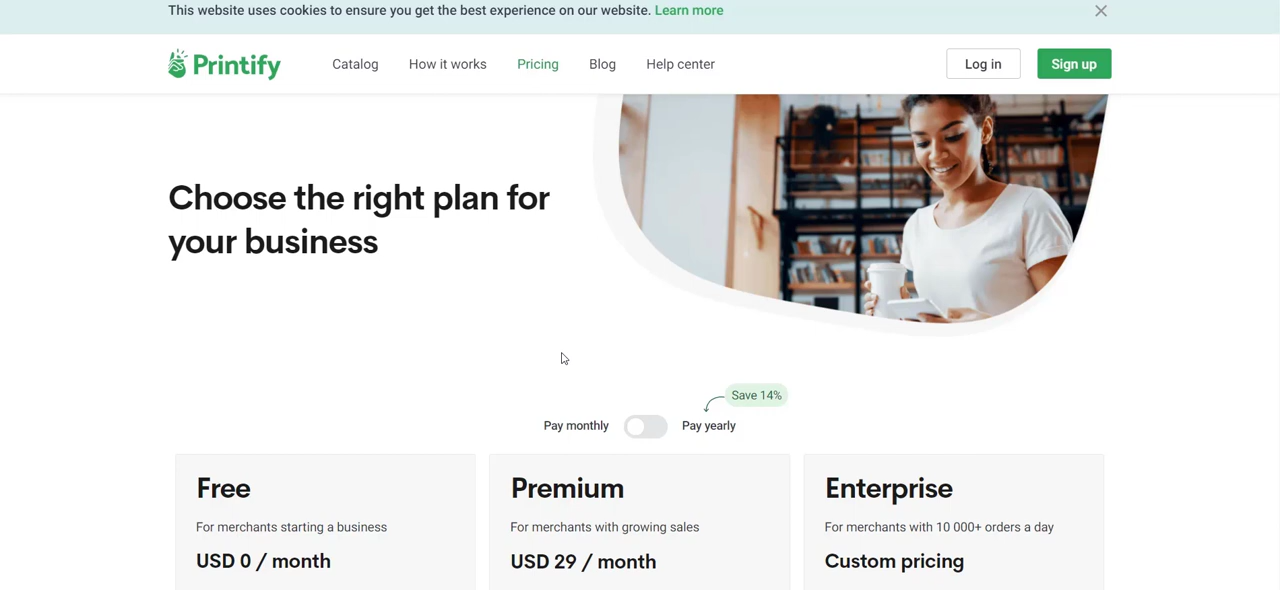 This website uses cookies to ensure you get the best experience on our website. Learn more
Printify
Catalog
How it works
Pricing
Blog
Help center
Log in
Sign up
Choose the right plan for
your business
Save 14%
Pay monthly
Pay yearly
Free
For merchants starting a business
USD 0 / month
Premium
For merchants with growing sales
USD 29 / month
Enterprise
For merchants with 10 000+ orders a day
Custom pricing